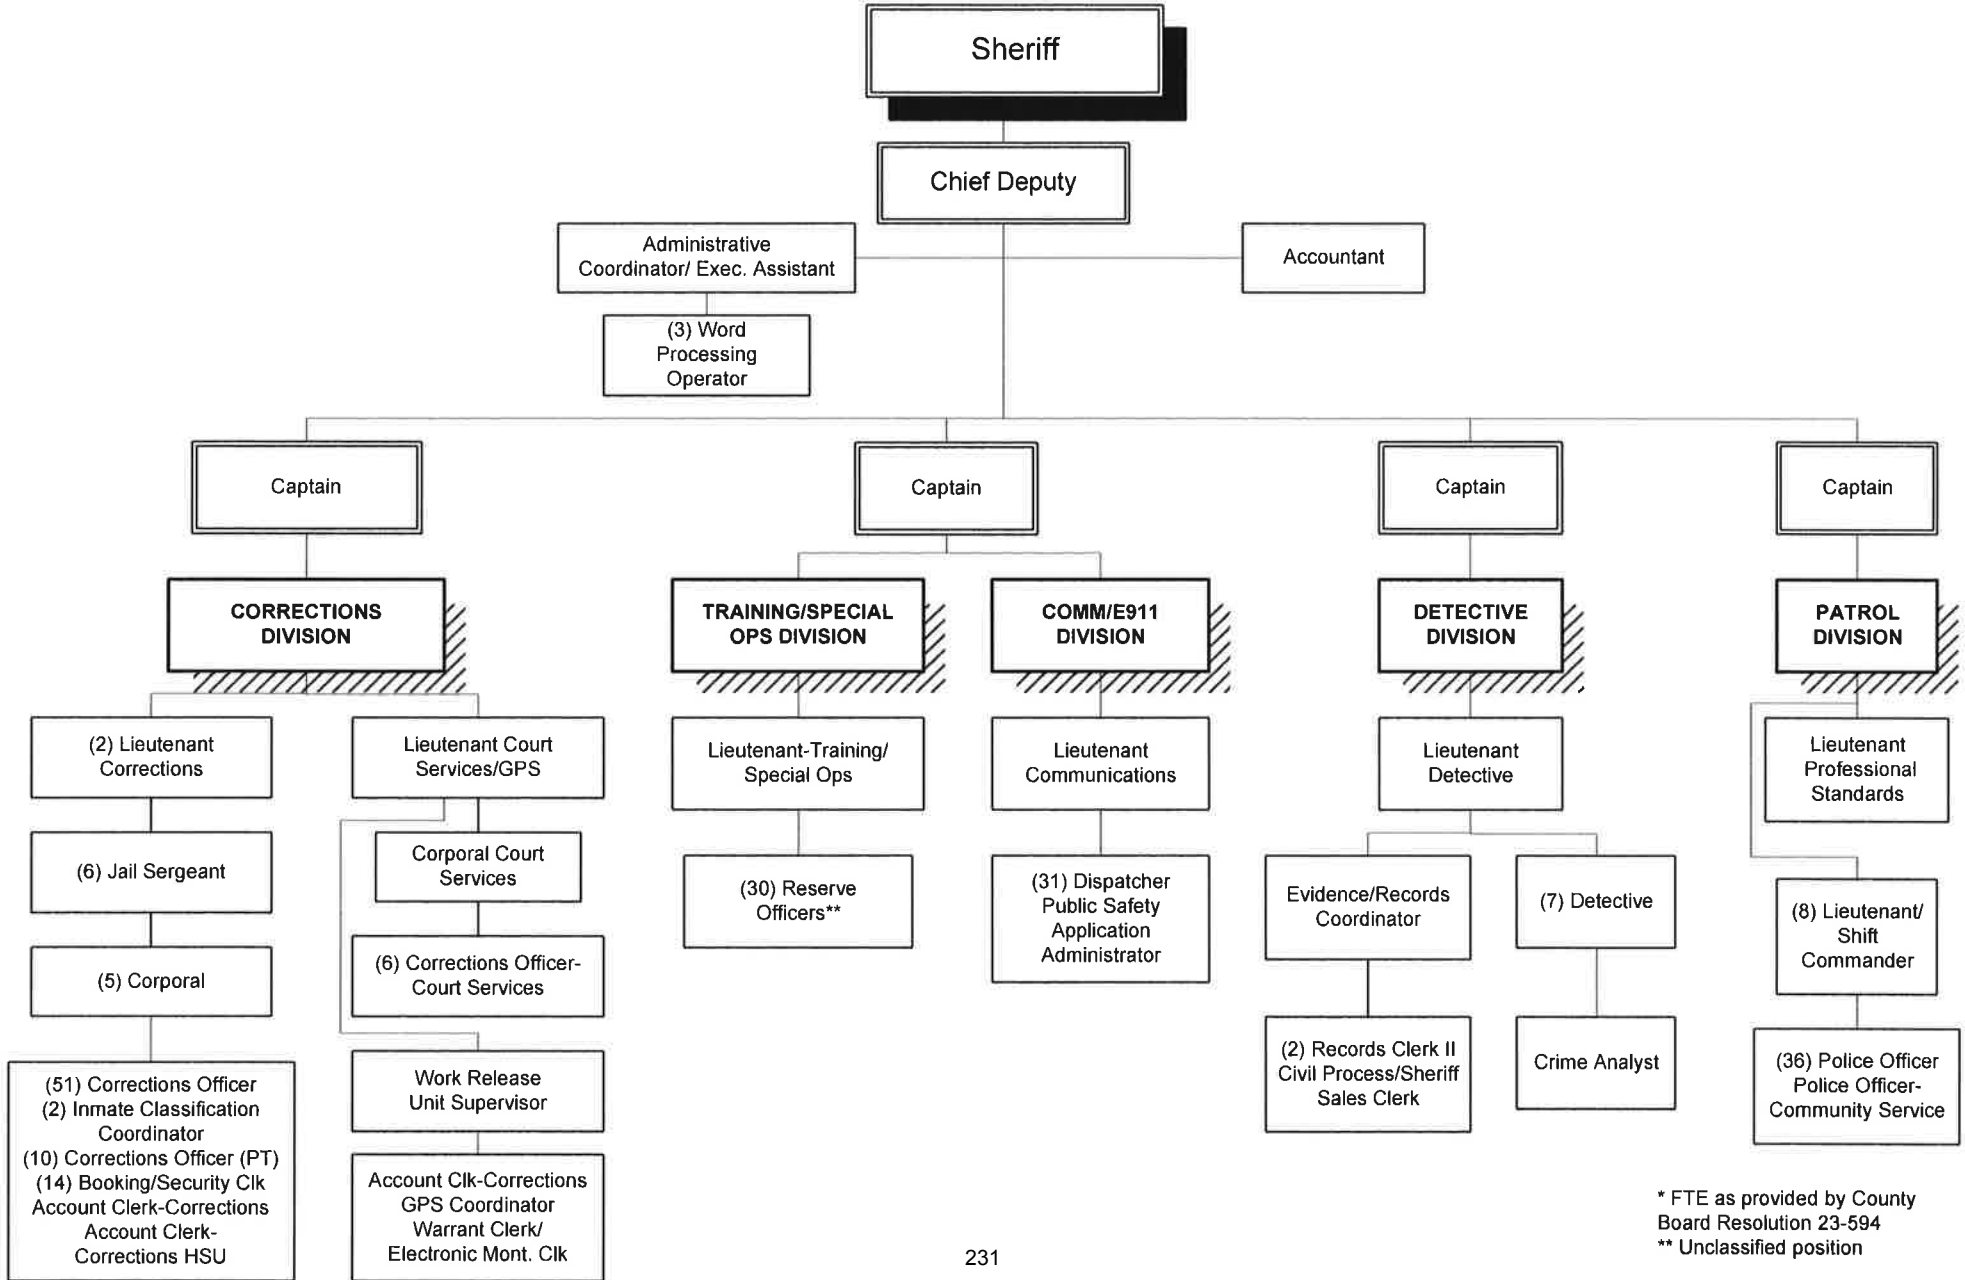 Sheriff
Chief Deputy
Administrative
Coordinator/ Exec. Assistant
Accountant
(3) Word
Processing
Operator
Captain
Captain
Captain
Captain
CORRECTIONS
DIVISION
TRAINING/SPECIAL
OPS DIVISION
COMM/E911
DIVISION
DETECTIVE
DIVISION
PATROL
DIVISION
(2) Lieutenant
Corrections
Lieutenant Court
Services/GPS
Lieutenant-Training/
Special Ops
Lieutenant
Communications
Lieutenant
Detective
Lieutenant
Professional
Standards
(6) Jail Sergeant
Corporal Court
Services
(30) Reserve
Officers**
(31) Dispatcher
Public Safety
Application
Administrator
Evidence/Records
Coordinator
(7) Detective
(8) Lieutenant/
Shift
Commander
(5) Corporal
(6) Corrections Officer-
Court Services
(2) Records Clerk II
Civil Process/Sheriff
Sales Clerk
Crime Analyst
(36) Police Officer
Police Officer-
Community Service
(51) Corrections Officer
(2) Inmate Classification
Coordinator
(10) Corrections Officer (PT)
(14) Booking/Security Clk
Account Clerk-Corrections
Account Clerk-
Corrections HSU
Work Release
Unit Supervisor
Account Clk-Corrections
GPS Coordinator
Warrant Clerk/
Electronic Mont. Clk
* FTE as provided by County
Board Resolution 23-594
** Unclassified position
231